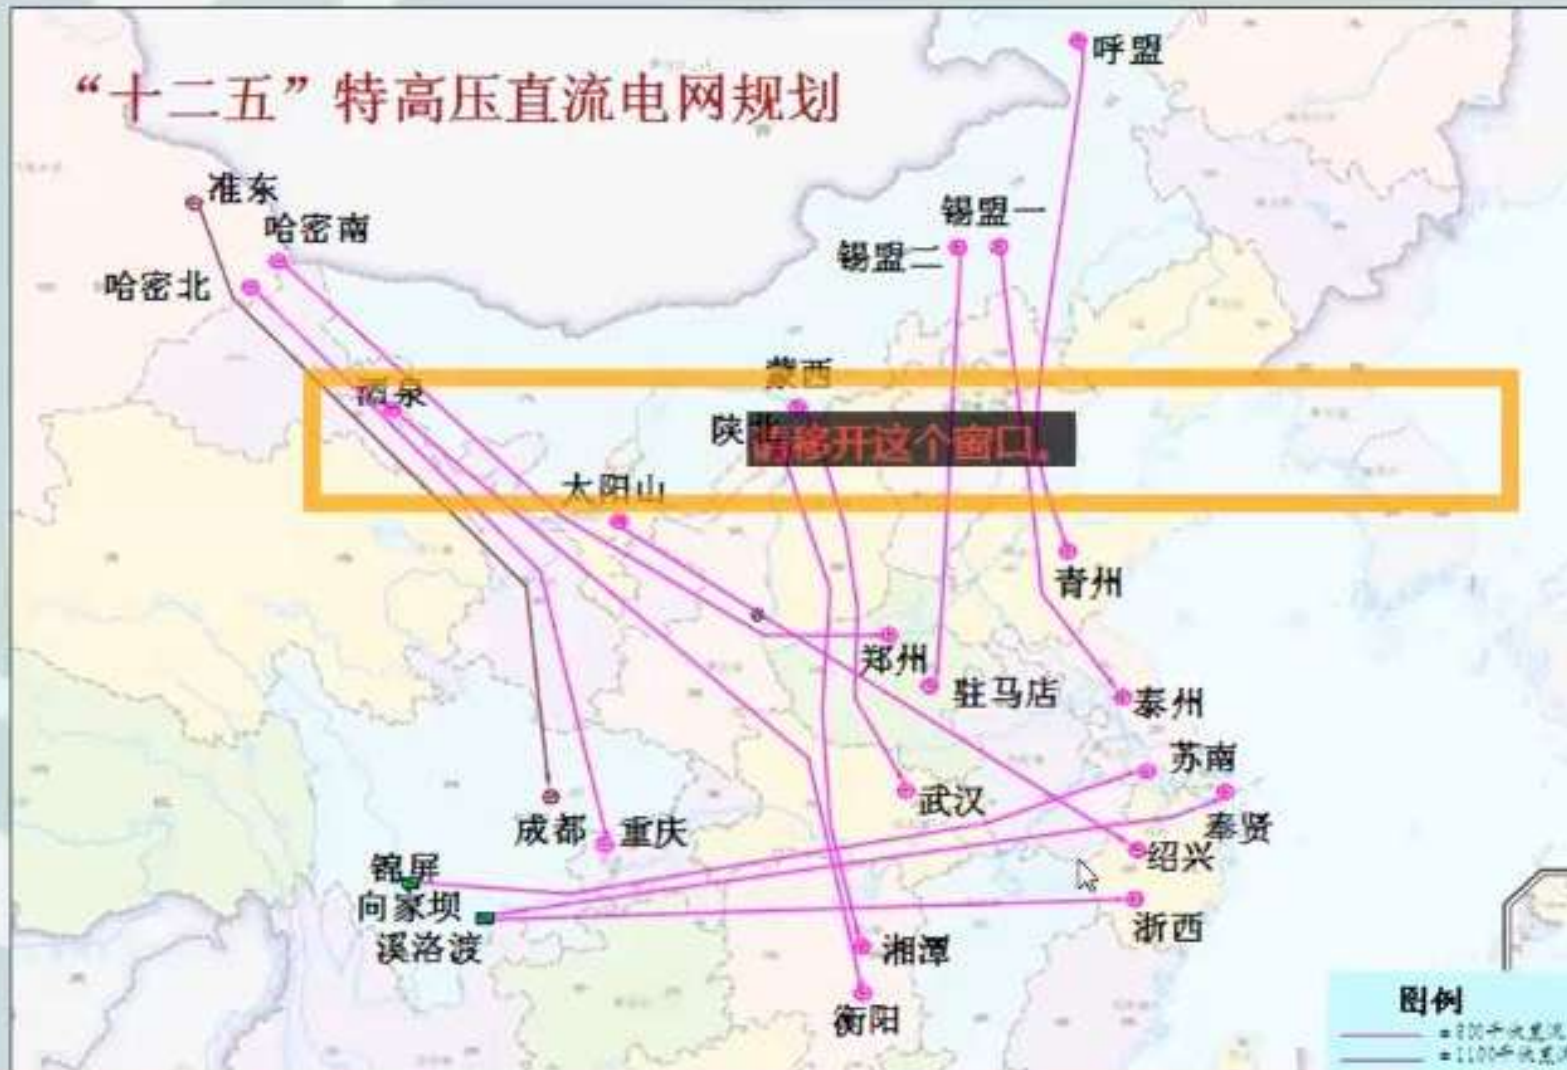 “十二五”特高压直流电网规划
呼盟
准东
哈密南
锡盟一
锡盟二
哈密北
蒙西
酒泉
陕北
移开这个窗口。
太阳山
青州
郑州
驻马店
泰州
苏南
武汉
奉贤
成都
重庆
绍兴
锦屏
向家坝
浙西
溪洛渡
湘潭
图例
衡阳